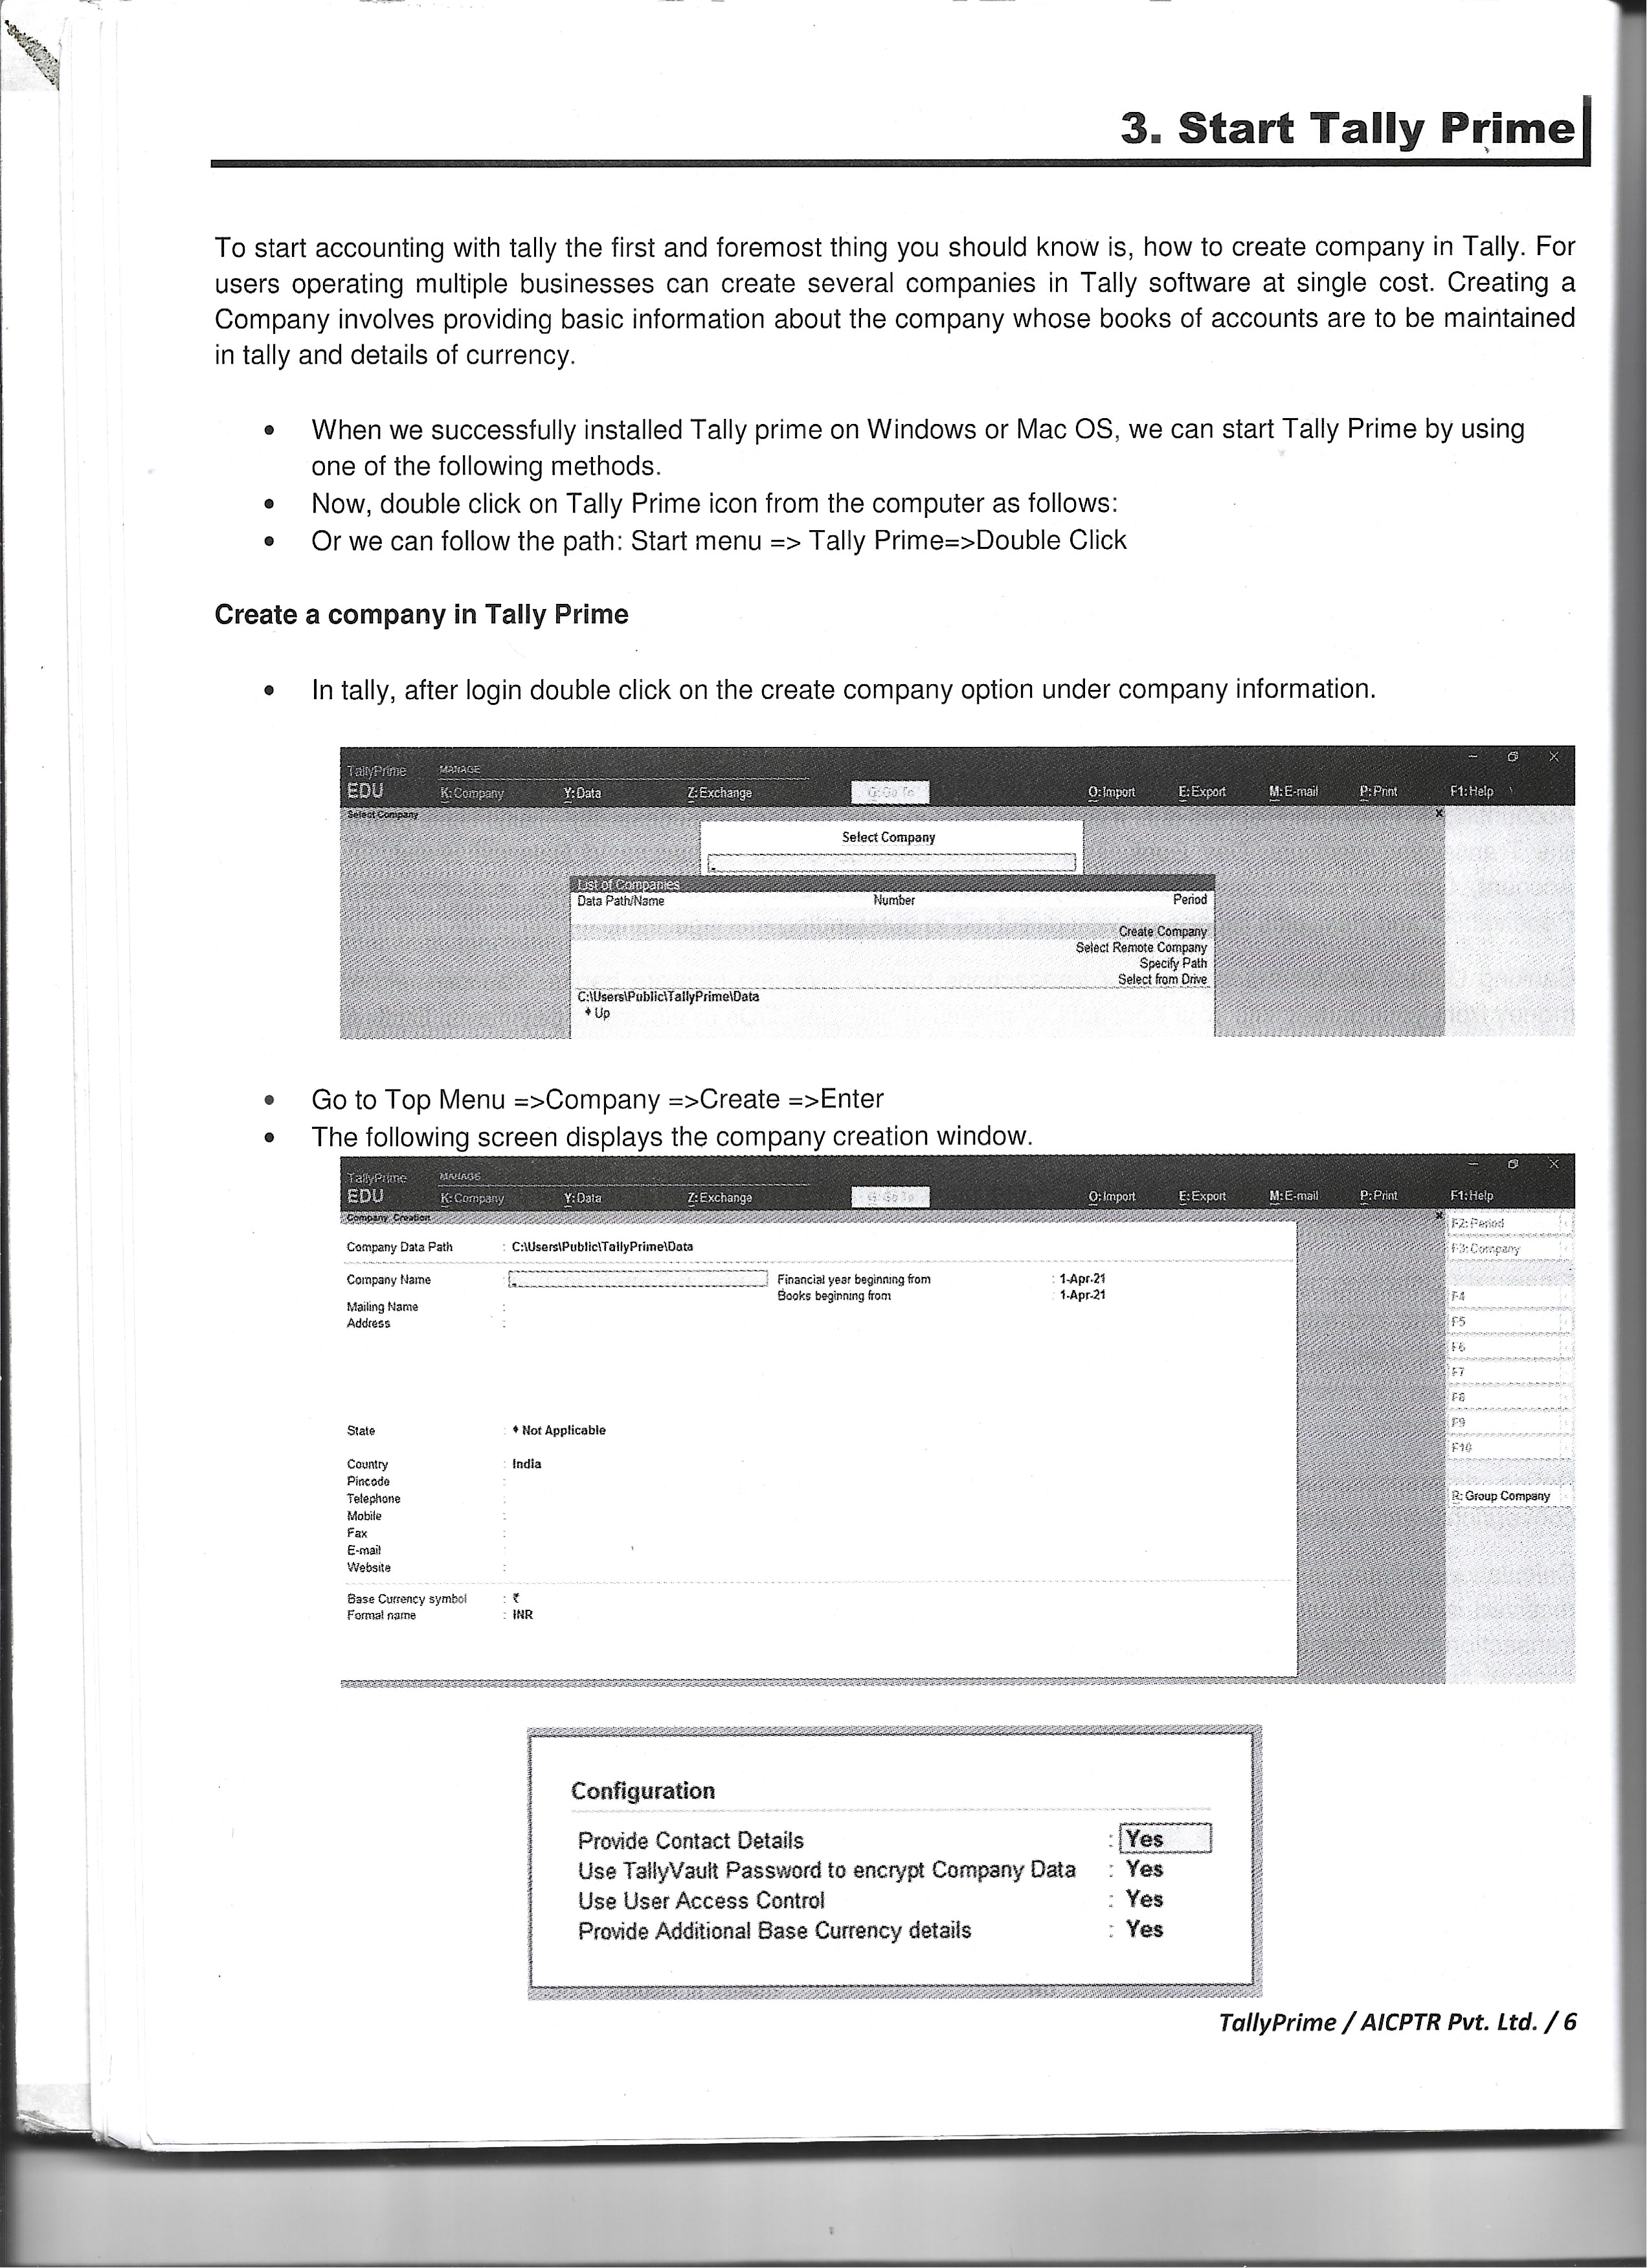 3. Start Tally Prime
To start accounting with tally the first and foremost thing you should know is, how to create company in Tally. For
users operating multiple businesses can create several companies in Tally software at single cost. Creating a
Company involves providing basic information about the company whose books of accounts are to be maintained
in tally and details of currency.
• When we successfully installed Tally prime on Windows or Mac OS, we can start Tally Prime by using
one of the following methods.
• Now, double click on Tally Prime icon from the computer as follows:
• Or we can follow the path: Start menu => Tally Prime=>Double Click
Create a company in Tally Prime
• In tally, after login double click on the create company option under company information.
TallyPrime MANAGE
EDU K:Company Y:Data Z:Exchange G:Go To O:Import E:Export M:E-mail P:Print F1:Help
Select Company x
Select Company
List of Companies
Data Path/Name Number Period
Create Company
Select Remote Company
Specify Path
Select from Drive
C:\Users\Public\TallyPrime\Data
♦ Up
• Go to Top Menu =>Company =>Create =>Enter
• The following screen displays the company creation window.
TallyPrime MANAGE
EDU K:Company Y:Data Z:Exchange G:Go To O:Import E:Export M:E-mail P:Print F1:Help
Company Creation x F2:Period
Company Data Path : C:\Users\Public\TallyPrime\Data F3:Company
Company Name : Financial year beginning from : 1-Apr-21
Books beginning from : 1-Apr-21 F4
Mailing Name :
Address : F5
F6
F7
F8
F9
State : ♦ Not Applicable
F10
Country : India
Pincode :
Telephone : R: Group Company
Mobile :
Fax :
E-mail :
Website :
Base Currency symbol : ₹
Formal name : INR
Configuration
Provide Contact Details : Yes
Use TallyVault Password to encrypt Company Data : Yes
Use User Access Control : Yes
Provide Additional Base Currency details : Yes
TallyPrime / AICPTR Pvt. Ltd. / 6